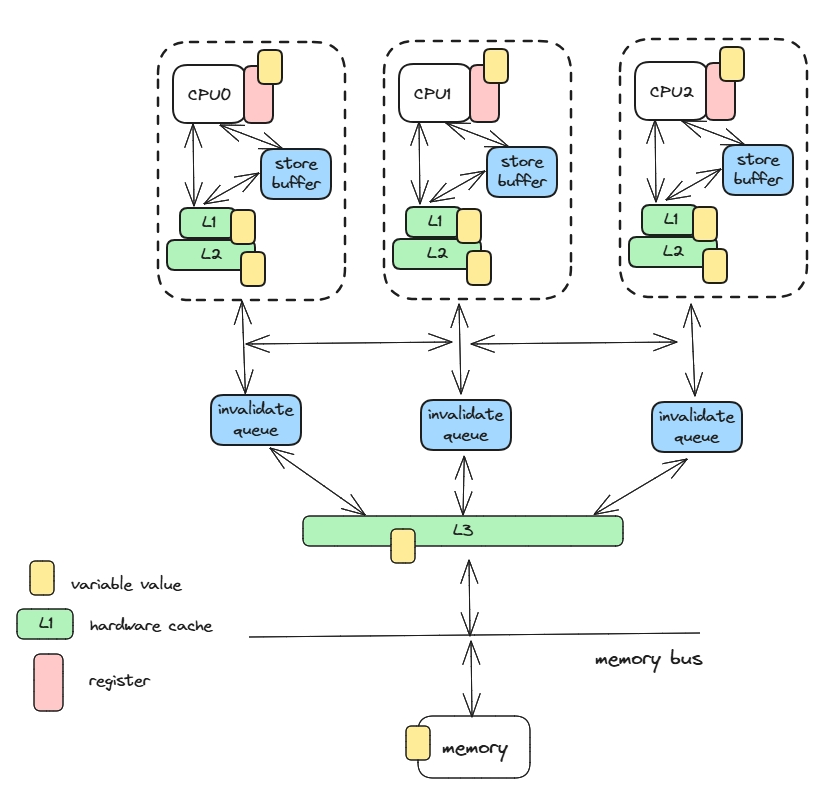 CPU0
CPU1
CPU2
store
buffer
store
buffer
store
buffer
L1
L1
L1
L2
L2
L2
invalidate
queue
invalidate
queue
invalidate
queue
L3
variable value
L1
hardware cache
memory bus
register
memory